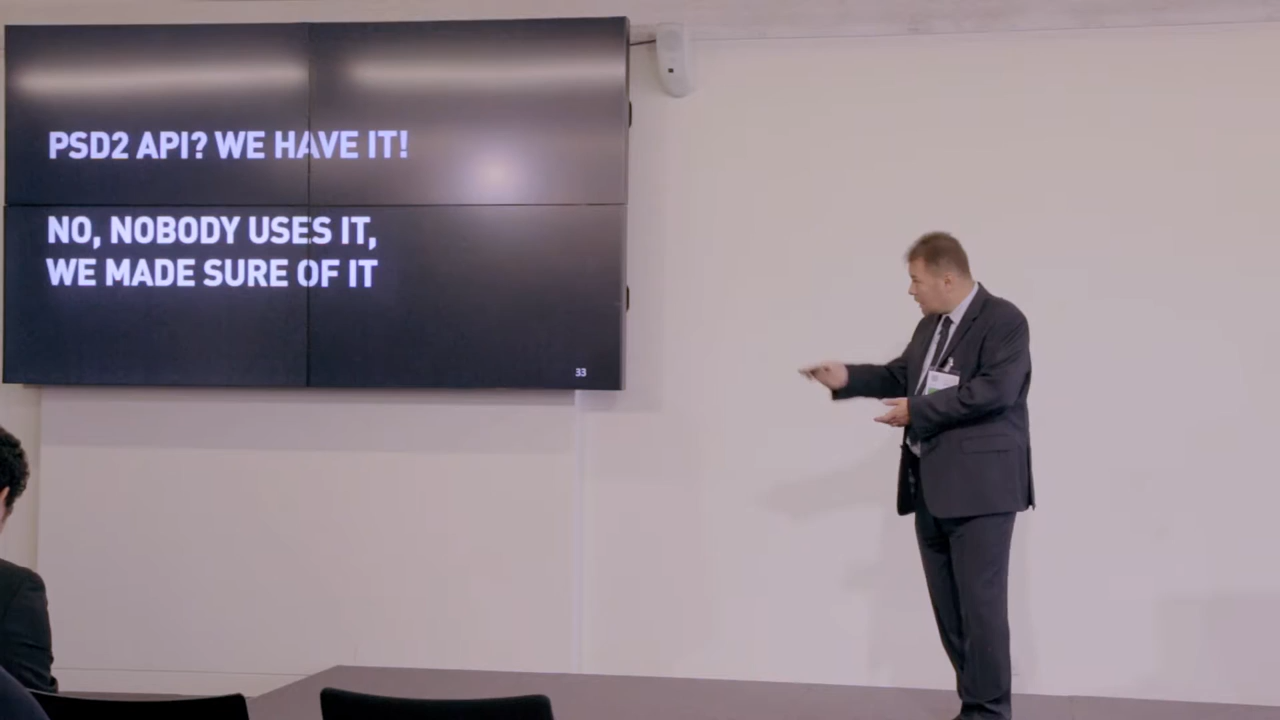 PSD2 API? WE HAVE IT!
NO, NOBODY USES IT,
WE MADE SURE OF IT
33